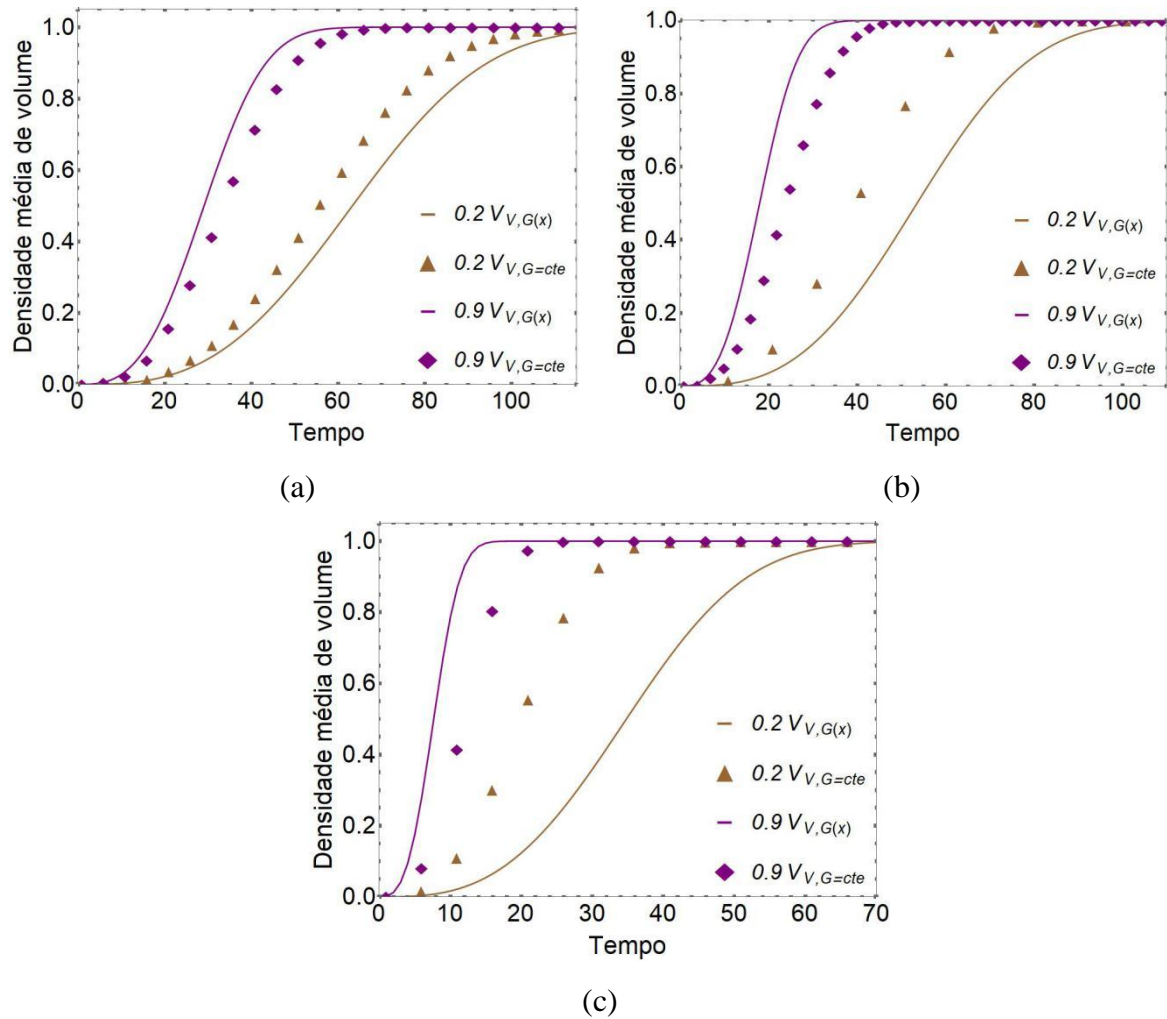 Densidade média de volume
1.0
0.8
0.6
0.4
0.2
0.0
0 20 40 60 80 100
Tempo
0.2 V_{V,G(x)}
0.2 V_{V,G=cte}
0.9 V_{V,G(x)}
0.9 V_{V,G=cte}
(a)
Densidade média de volume
1.0
0.8
0.6
0.4
0.2
0.0
0 20 40 60 80 100
Tempo
0.2 V_{V,G(x)}
0.2 V_{V,G=cte}
0.9 V_{V,G(x)}
0.9 V_{V,G=cte}
(b)
Densidade média de volume
1.0
0.8
0.6
0.4
0.2
0.0
0 10 20 30 40 50 60 70
Tempo
0.2 V_{V,G(x)}
0.2 V_{V,G=cte}
0.9 V_{V,G(x)}
0.9 V_{V,G=cte}
(c)